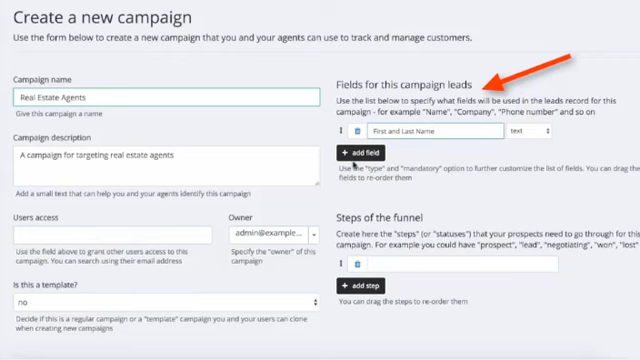 Create a new campaign
Use the form below to create a new campaign that you and your agents can use to track and manage customers.
Campaign name
Real Estate Agents
Give this campaign a name
Campaign description
A campaign for targeting real estate agents
Add a small text that can help you and your agents identify this campaign
Users access
Use the field above to grant other users access to this
campaign. You can search using their email address
Owner
admin@example...
Specify the "owner" of this
campaign
Is this a template?
no
Decide if this is a regular campaign or a "template" campaign you and your users can clone
when creating new campaigns
Fields for this campaign leads
Use the list below to specify what fields will be used in the leads record for this
campaign - for example "Name", "Company", "Phone number" and so on
First and Last Name
text
+ add field
Use the "type" and "mandatory" option to further customize the list of fields. You can drag the
fields to re-order them
Steps of the funnel
Create here the "steps" (or "statuses") that your prospects need to go through for this
campaign. For example you could have "prospect", "lead", "negotiating", "won", "lost"
+ add step
You can drag the steps to re-order them